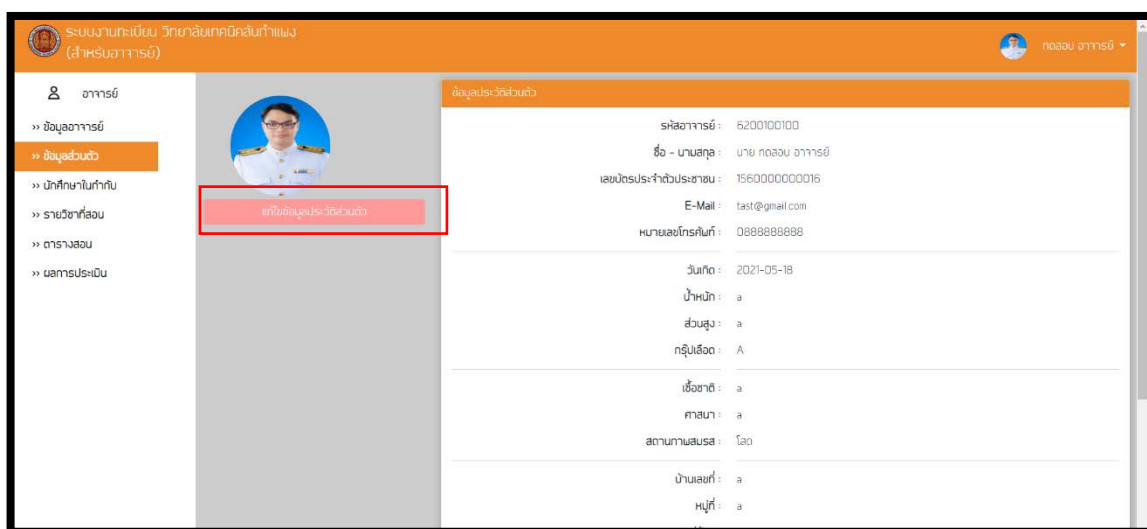 ระบบงานทะเบียน วิทยาลัยเทคนิคสันกำแพง
(สำหรับอาจารย์)
ทดสอบ อาจารย์
อาจารย์
›› ข้อมูลอาจารย์
›› ข้อมูลส่วนตัว
›› นักศึกษาในกำกับ
›› รายวิชาที่สอน
›› ตารางสอน
›› ผลการประเมิน
แก้ไขข้อมูลประวัติส่วนตัว
ข้อมูลประวัติส่วนตัว
รหัสอาจารย์ : 6200100100
ชื่อ - นามสกุล : นาย ทดสอบ อาจารย์
เลขบัตรประจำตัวประชาชน : 1560000000016
E-Mail : tast@gmail.com
หมายเลขโทรศัพท์ : 0888888888
วันเกิด : 2021-05-18
น้ำหนัก : a
ส่วนสูง : a
กรุ๊ปเลือด : A
เชื้อชาติ : a
ศาสนา : a
สถานภาพสมรส : โสด
บ้านเลขที่ : a
หมู่ที่ : a